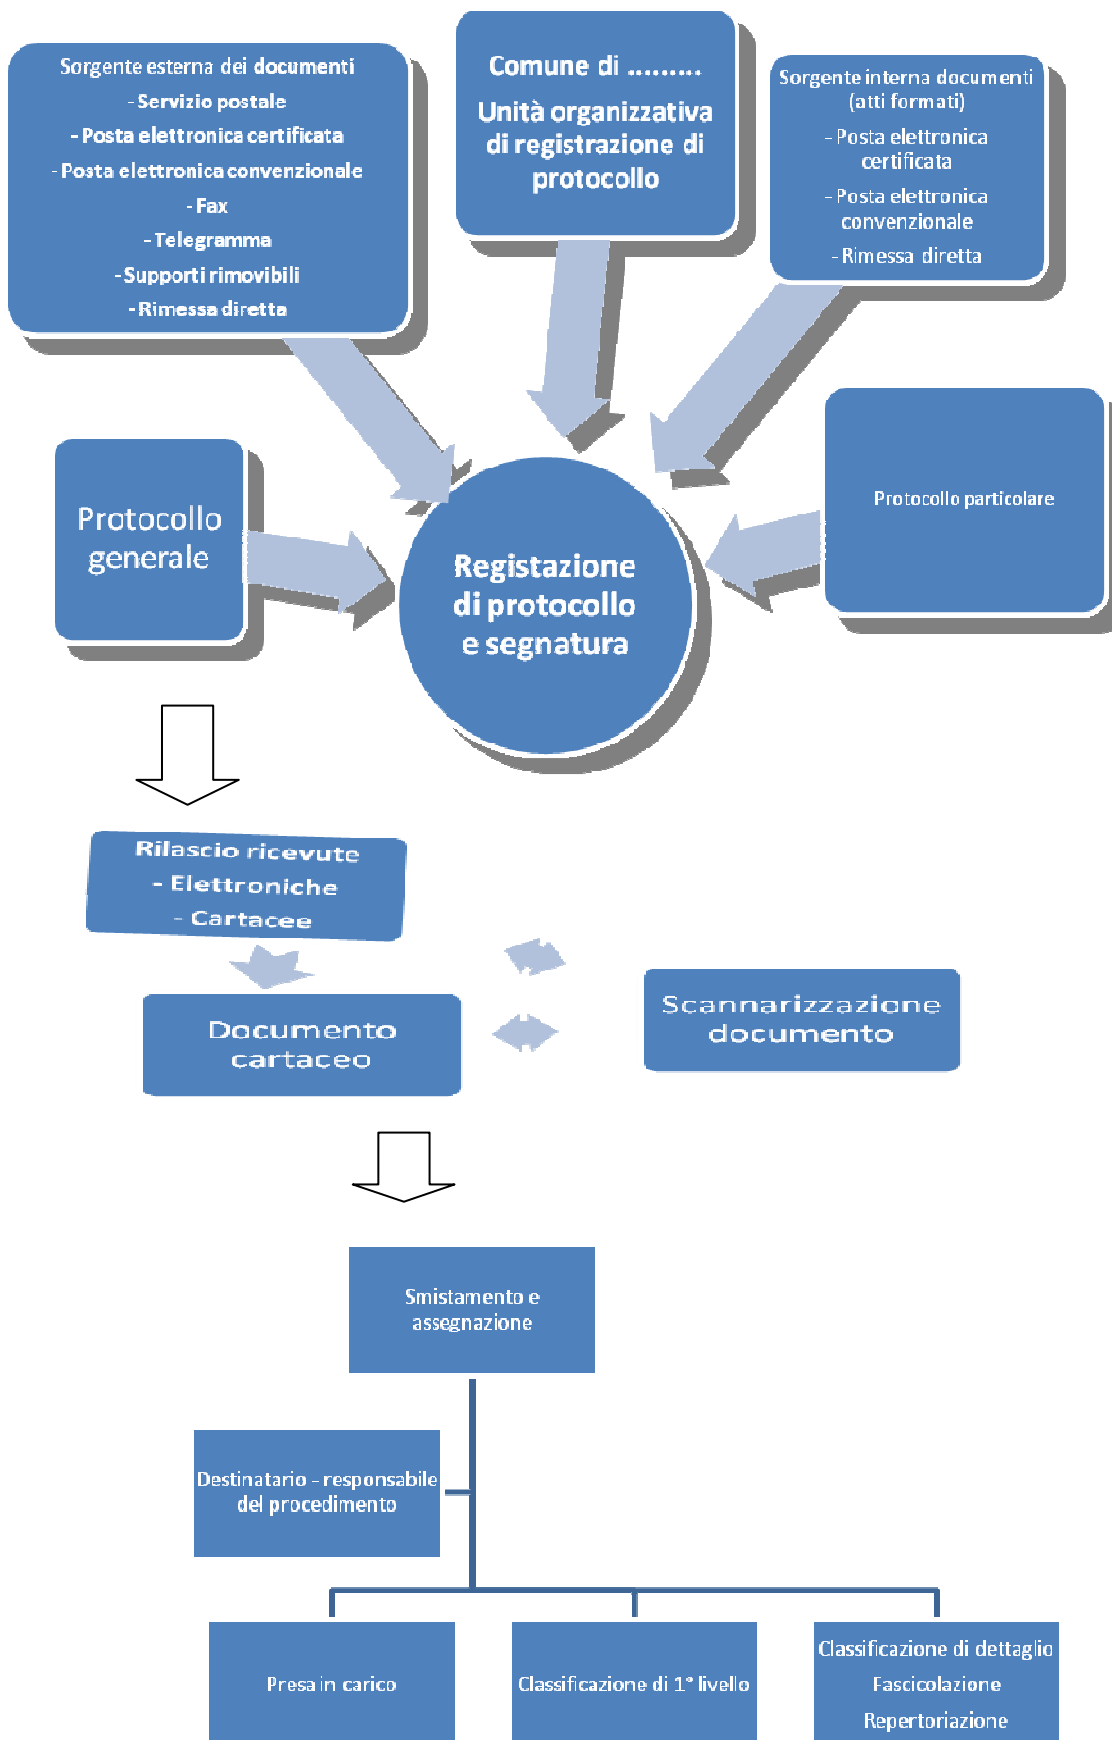 Sorgente esterna dei documenti
- Servizio postale
- Posta elettronica certificata
- Posta elettronica convenzionale
- Fax
- Telegramma
- Supporti rimovibili
- Rimessa diretta
Comune di .........
Unità organizzativa
di registrazione di
protocollo
Sorgente interna documenti
(atti formati)
- Posta elettronica
certificata
- Posta elettronica
convenzionale
- Rimessa diretta
Protocollo
generale
Registazione
di protocollo
e segnatura
Protocollo particolare
Rilascio ricevute
- Elettroniche
- Cartacee
Documento
cartaceo
Scannarizzazione
documento
Smistamento e
assegnazione
Destinatario - responsabile
del procedimento
Presa in carico
Classificazione di 1° livello
Classificazione di dettaglio
Fascicolazione
Repertoriazione